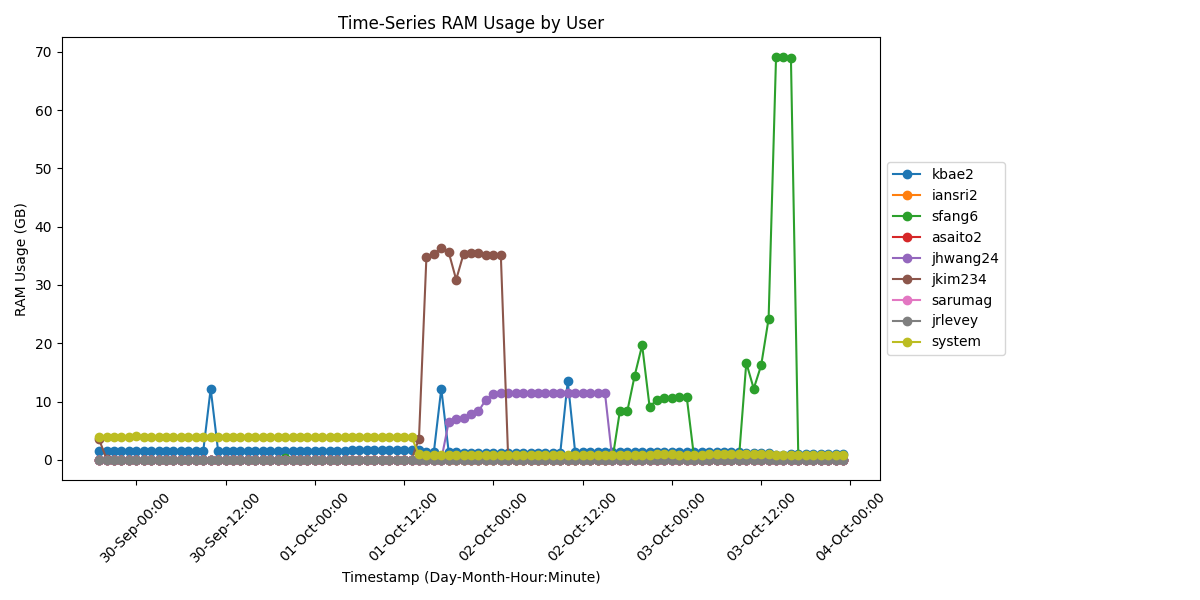 Time-Series RAM Usage by User
RAM Usage (GB)
70
60
50
40
30
20
10
0
30-Sep-00:00
30-Sep-12:00
01-Oct-00:00
01-Oct-12:00
02-Oct-00:00
02-Oct-12:00
03-Oct-00:00
03-Oct-12:00
04-Oct-00:00
Timestamp (Day-Month-Hour:Minute)
kbae2
iansri2
sfang6
asaito2
jhwang24
jkim234
sarumag
jrlevey
system